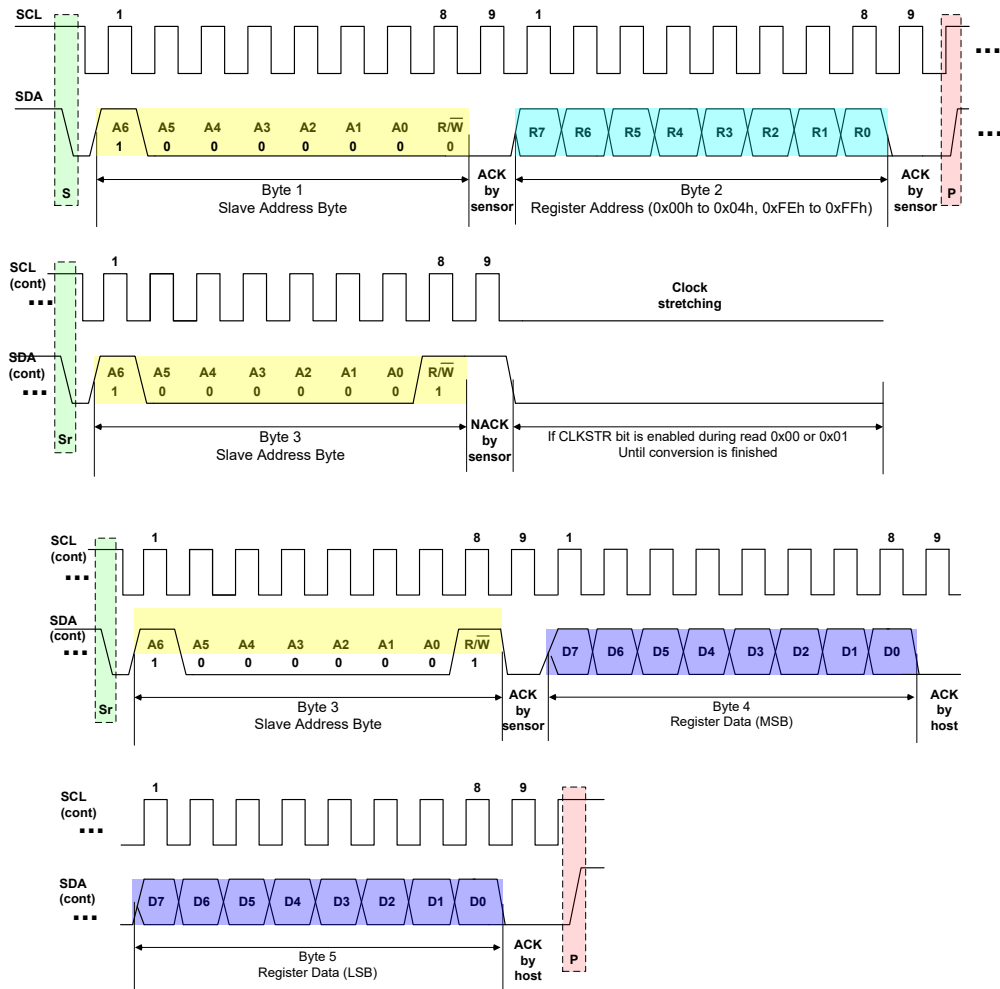 SCL 1 8 9 1 8 9
...
SDA A6 A5 A4 A3 A2 A1 A0 R/W R7 R6 R5 R4 R3 R2 R1 R0
1 0 0 0 0 0 0 0
...
S
Byte 1
Slave Address Byte
ACK
by
sensor
Byte 2
Register Address (0x00h to 0x04h, 0xFEh to 0xFFh)
ACK
by
sensor
P
SCL
(cont)
...
1 8 9
Clock
stretching
SDA
(cont)
...
A6 A5 A4 A3 A2 A1 A0 R/W
1 0 0 0 0 0 0 1
Sr
Byte 3
Slave Address Byte
NACK
by
sensor
If CLKSTR bit is enabled during read 0x00 or 0x01
Until conversion is finished
SCL
(cont)
...
1 8 9 1 8 9
SDA
(cont)
...
A6 A5 A4 A3 A2 A1 A0 R/W D7 D6 D5 D4 D3 D2 D1 D0
1 0 0 0 0 0 0 1
Sr
Byte 3
Slave Address Byte
ACK
by
sensor
Byte 4
Register Data (MSB)
ACK
by
host
SCL
(cont)
...
1 8 9
SDA
(cont)
...
D7 D6 D5 D4 D3 D2 D1 D0
Byte 5
Register Data (LSB)
ACK
by
host
P